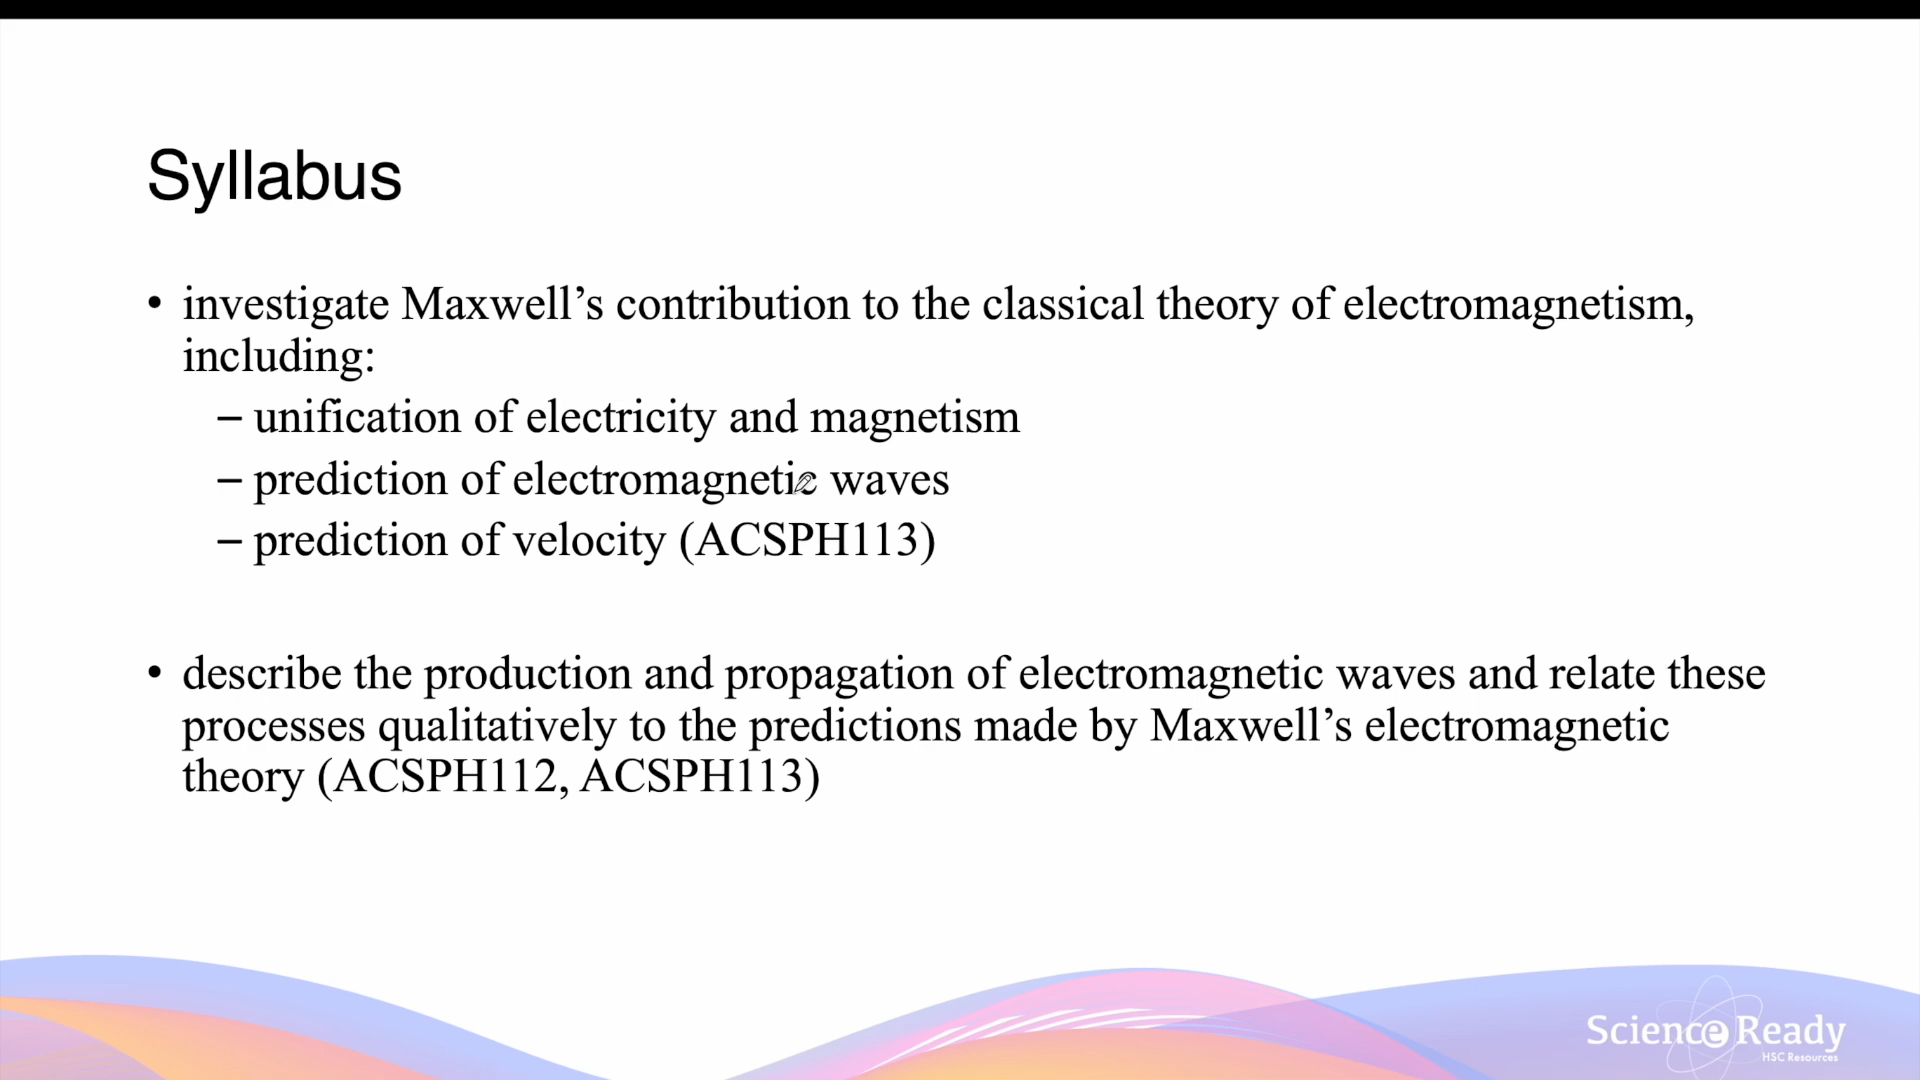 Syllabus
• investigate Maxwell’s contribution to the classical theory of electromagnetism,
including:
– unification of electricity and magnetism
– prediction of electromagnetic waves
– prediction of velocity (ACSPH113)
• describe the production and propagation of electromagnetic waves and relate these
processes qualitatively to the predictions made by Maxwell’s electromagnetic
theory (ACSPH112, ACSPH113)
Science Ready
HSC Resources